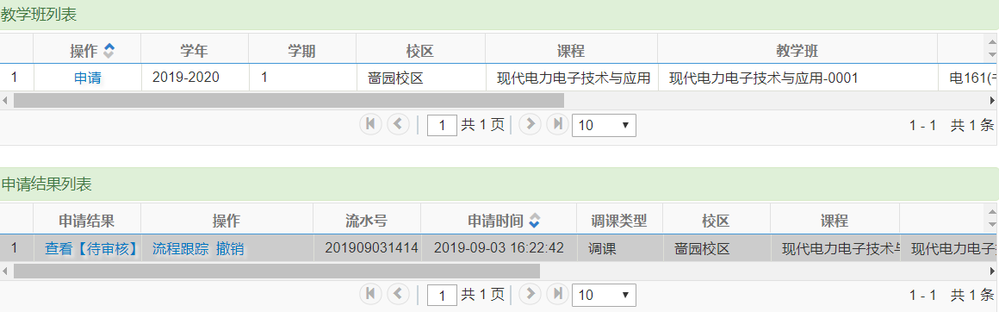 教学班列表
操作 学年 学期 校区 课程 教学班
1 申请 2019-2020 1 蔷园校区 现代电力电子技术与应用 现代电力电子技术与应用-0001 电161(
1 共 1 页 10 1 - 1 共 1 条
申请结果列表
申请结果 操作 流水号 申请时间 调课类型 校区 课程
1 查看【待审核】 流程跟踪 撤销 201909031414 2019-09-03 16:22:42 调课 蔷园校区 现代电力电子技术与 现代电力电子
1 共 1 页 10 1 - 1 共 1 条